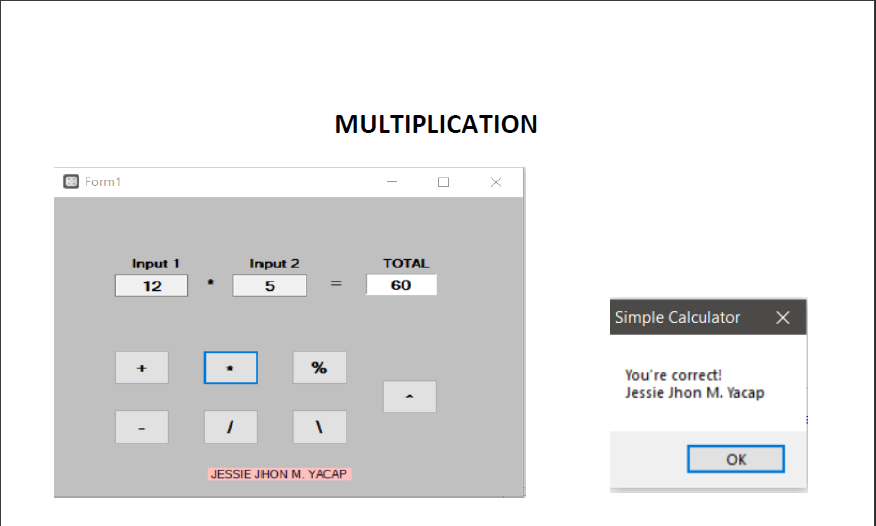 MULTIPLICATION
Form1
Input 1 Input 2 TOTAL
12 * 5 = 60
+ * %
^
- / \
JESSIE JHON M. YACAP
Simple Calculator
You're correct!
Jessie Jhon M. Yacap
OK